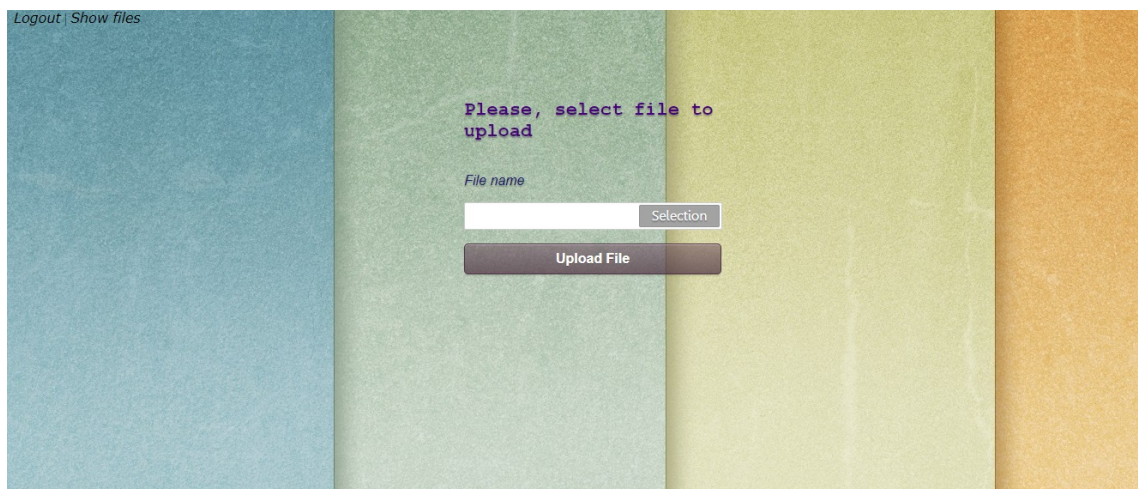 Logout | Show files
Please, select file to
upload
File name
Selection
Upload File